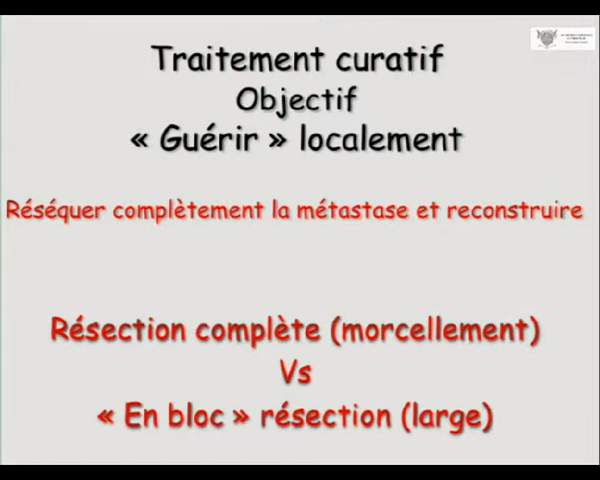 Traitement curatif
Objectif
« Guérir » localement
Réséquer complètement la métastase et reconstruire
Résection complète (morcellement)
Vs
« En bloc » résection (large)